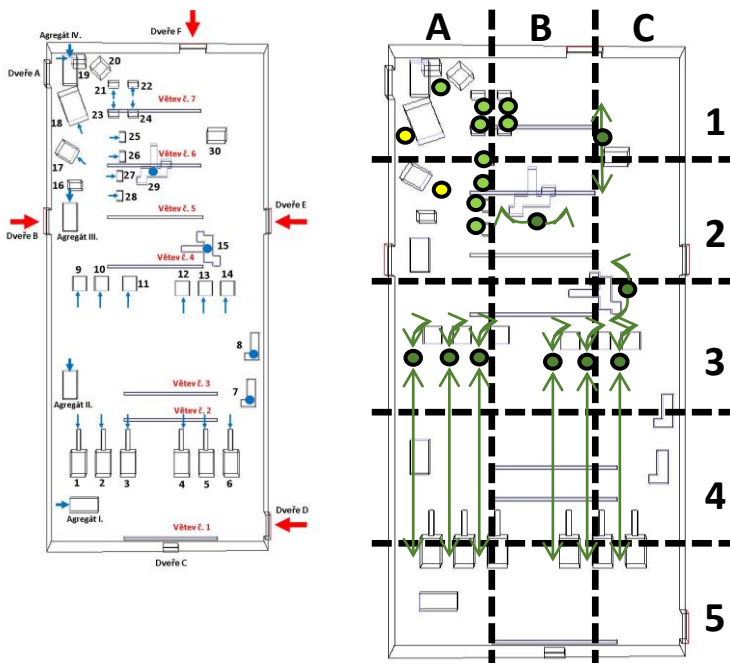 Dveře F
A B C
Agregát IV.
20
Dveře A
19
21 22
Větev č. 7
18
23 24
1
25
30
17
26
Větev č. 6
27
29
16
28
Dveře E
Větev č. 5
Dveře B
Agregát III.
15
2
Větev č. 4
9 10 11 12 13 14
8
3
Větev č. 3
7
Agregát II.
Větev č. 2
1 2 3 4 5 6
4
Agregát I.
Dveře D
Větev č. 1
Dveře C
5